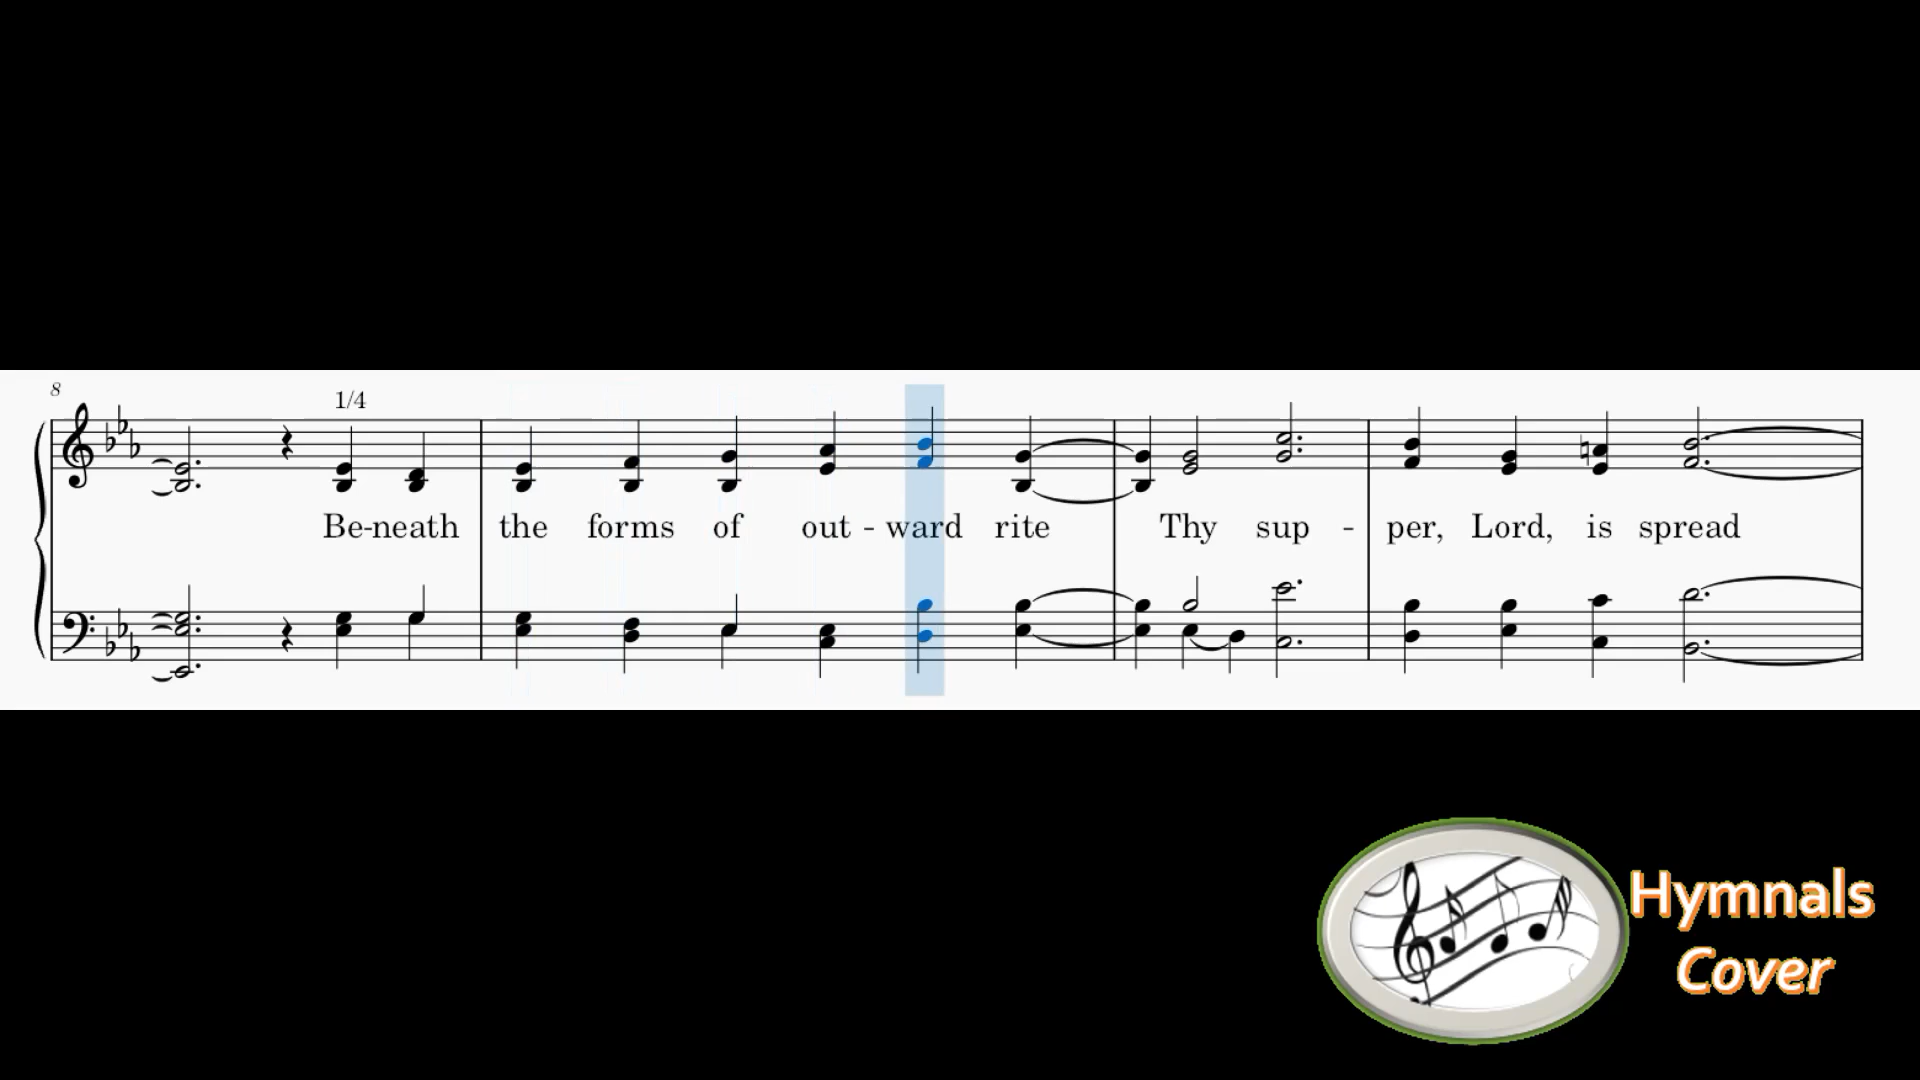 8
1/4
Be-neath the forms of out - ward rite Thy sup - per, Lord, is spread
Hymnals
Cover